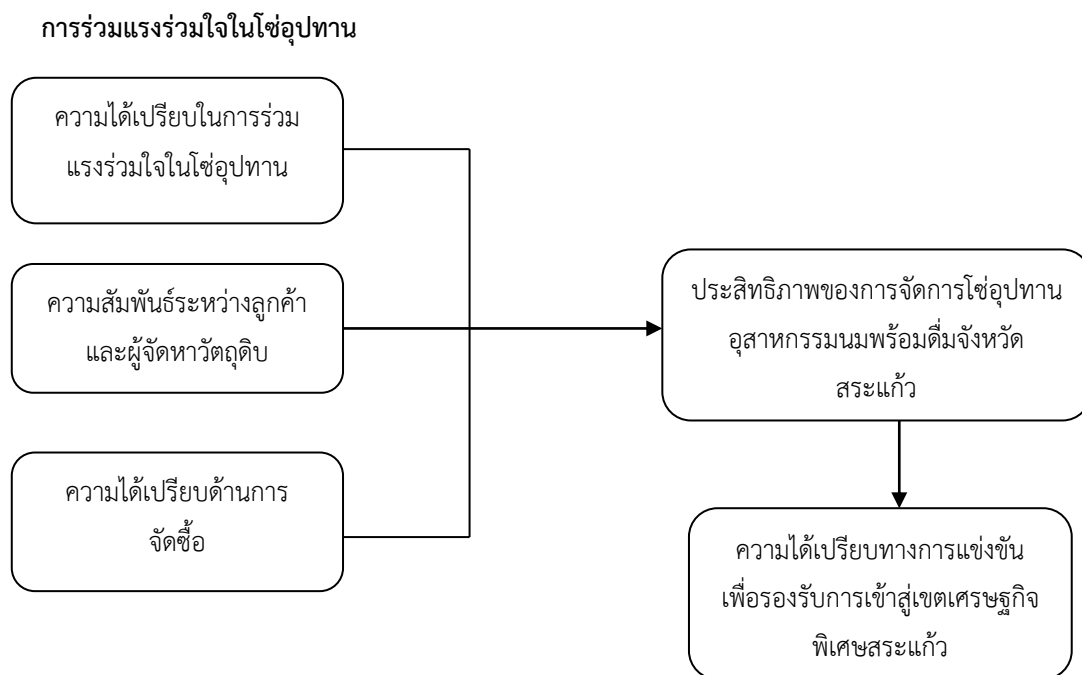 การร่วมแรงร่วมใจในโซ่อุปทาน
ความได้เปรียบในการร่วม
แรงร่วมใจในโซ่อุปทาน
ความสัมพันธ์ระหว่างลูกค้า
และผู้จัดหาวัตถุดิบ
ความได้เปรียบด้านการ
จัดซื้อ
ประสิทธิภาพของการจัดการโซ่อุปทาน
อุสาหกรรมนมพร้อมดื่มจังหวัด
สระแก้ว
ความได้เปรียบทางการแข่งขัน
เพื่อรองรับการเข้าสู่เขตเศรษฐกิจ
พิเศษสระแก้ว